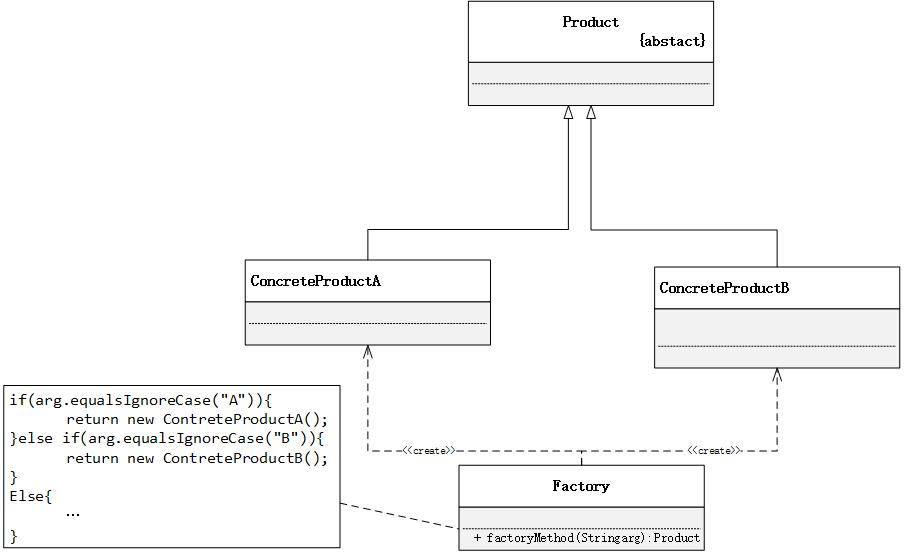 Product
{abstact}
ConcreteProductA
ConcreteProductB
if(arg.equalsIgnoreCase("A")){
return new ContreteProductA();
}else if(arg.equalsIgnoreCase("B")){
return new ContreteProductB();
}
Else{
...
}
<<create>>
<<create>>
Factory
+ factoryMethod(Stringarg):Product